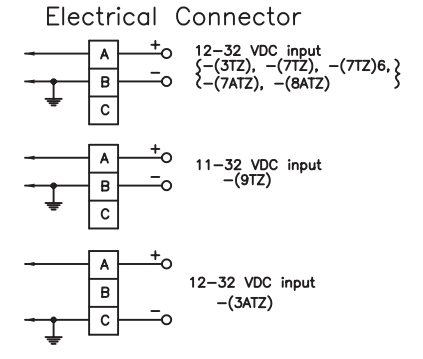 Electrical Connector
A + 12-32 VDC input
{-(3TZ), -(7TZ), -(7TZ)6,}
B - {-(7ATZ), -(8ATZ)}
C
A + 11-32 VDC input
B - -(9TZ)
C
A + 12-32 VDC input
B
-(3ATZ)
C -